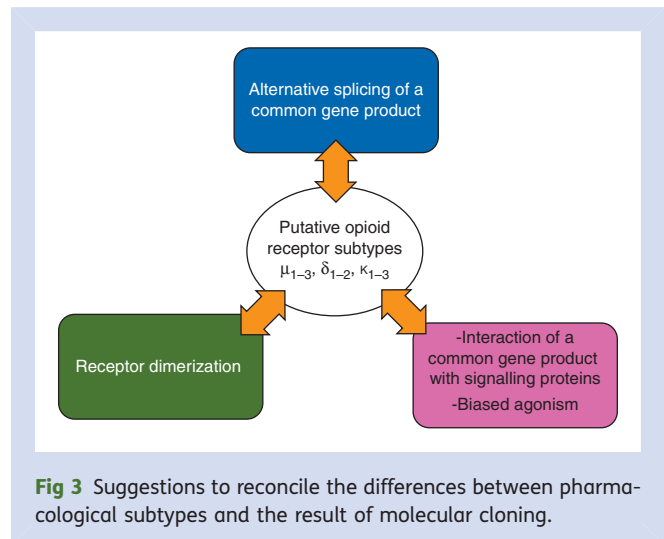 Alternative splicing of a
common gene product
Putative opioid
receptor subtypes
μ1–3, δ1–2, κ1–3
Receptor dimerization
-Interaction of a
common gene product
with signalling proteins
-Biased agonism
Fig 3 Suggestions to reconcile the differences between pharma-
cological subtypes and the result of molecular cloning.